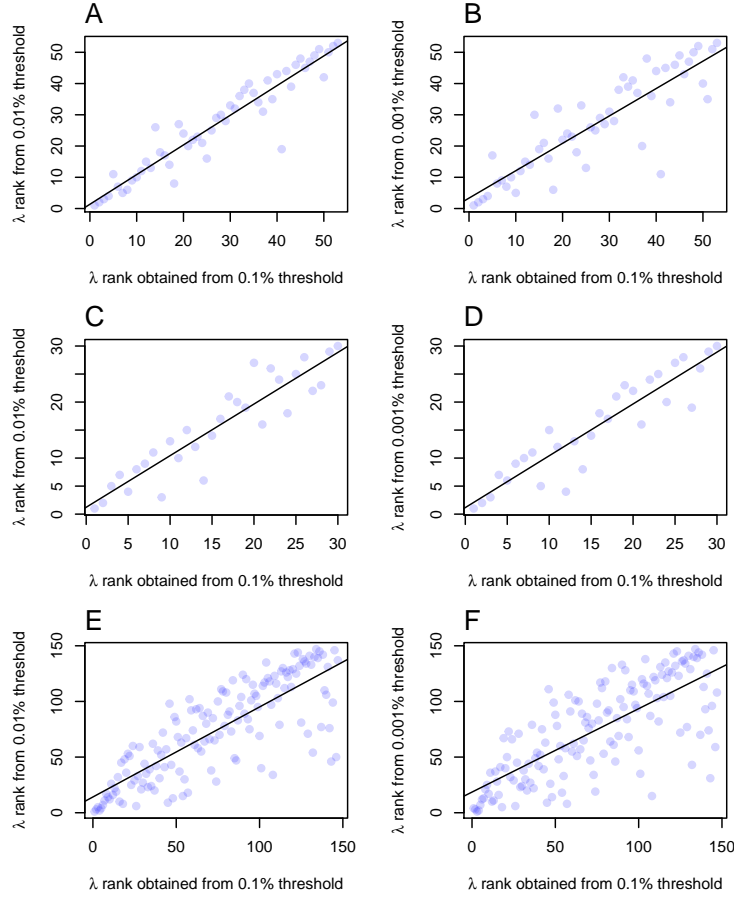 A
λ rank from 0.01% threshold
50
40
30
20
10
0
0 10 20 30 40 50
λ rank obtained from 0.1% threshold
B
λ rank from 0.001% threshold
50
40
30
20
10
0
0 10 20 30 40 50
λ rank obtained from 0.1% threshold
C
λ rank from 0.01% threshold
30
20
10
5
0
0 5 10 15 20 25 30
λ rank obtained from 0.1% threshold
D
λ rank from 0.001% threshold
30
20
10
5
0
0 5 10 15 20 25 30
λ rank obtained from 0.1% threshold
E
λ rank from 0.01% threshold
150
100
50
0
0 50 100 150
λ rank obtained from 0.1% threshold
F
λ rank from 0.001% threshold
150
100
50
0
0 50 100 150
λ rank obtained from 0.1% threshold